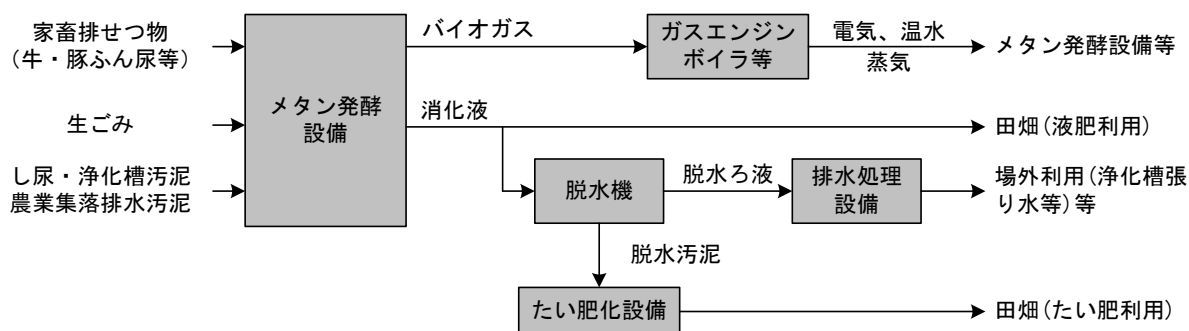 家畜排せつ物
(牛・豚ふん尿等)
生ごみ
し尿・浄化槽汚泥
農業集落排水汚泥
メタン発酵
設備
バイオガス
ガスエンジン
ボイラ等
電気、温水
蒸気
メタン発酵設備等
消化液
田畑(液肥利用)
脱水機
脱水ろ液
排水処理
設備
場外利用(浄化槽張
り水等)等
脱水汚泥
たい肥化設備
田畑(たい肥利用)